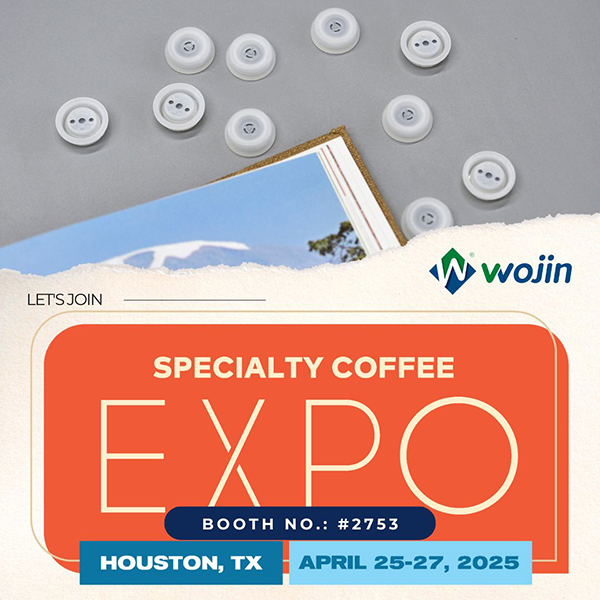 wojin
LET'S JOIN
SPECIALTY COFFEE
EXPO
BOOTH NO.: #2753
HOUSTON, TX
APRIL 25-27, 2025